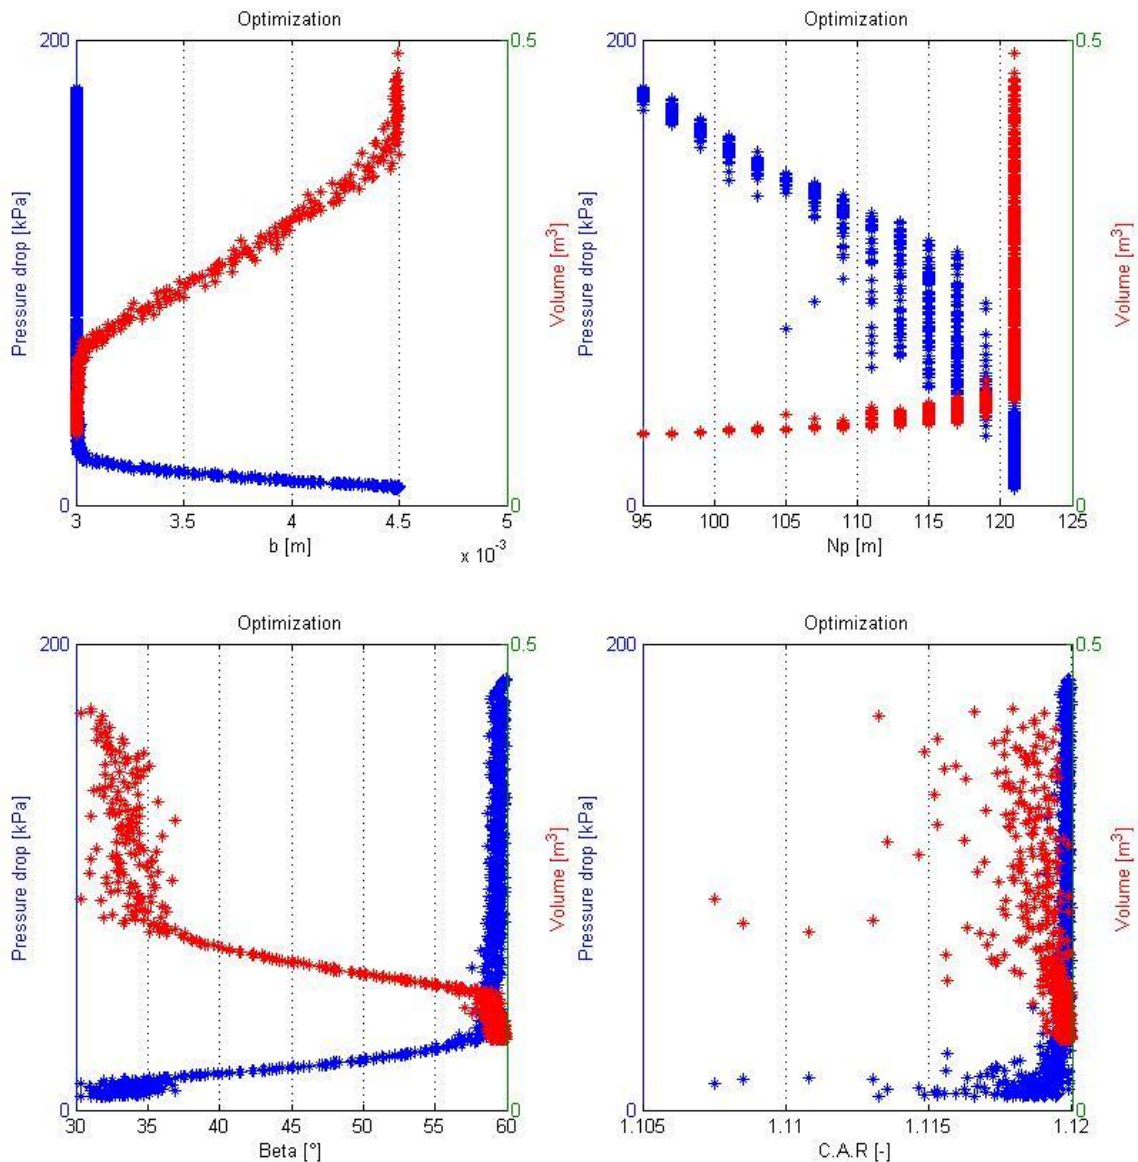 Optimization
200
0.5
Pressure drop [kPa]
Volume [m³]
0
0
3
3.5
4
4.5
5
b [m]
x 10⁻³
Optimization
200
0.5
Pressure drop [kPa]
Volume [m³]
0
0
95
100
105
110
115
120
125
Np [m]
Optimization
200
0.5
Pressure drop [kPa]
Volume [m³]
0
0
30
35
40
45
50
55
60
Beta [°]
Optimization
200
0.5
Pressure drop [kPa]
Volume [m³]
0
0
1.105
1.11
1.115
1.12
C.A.R [-]